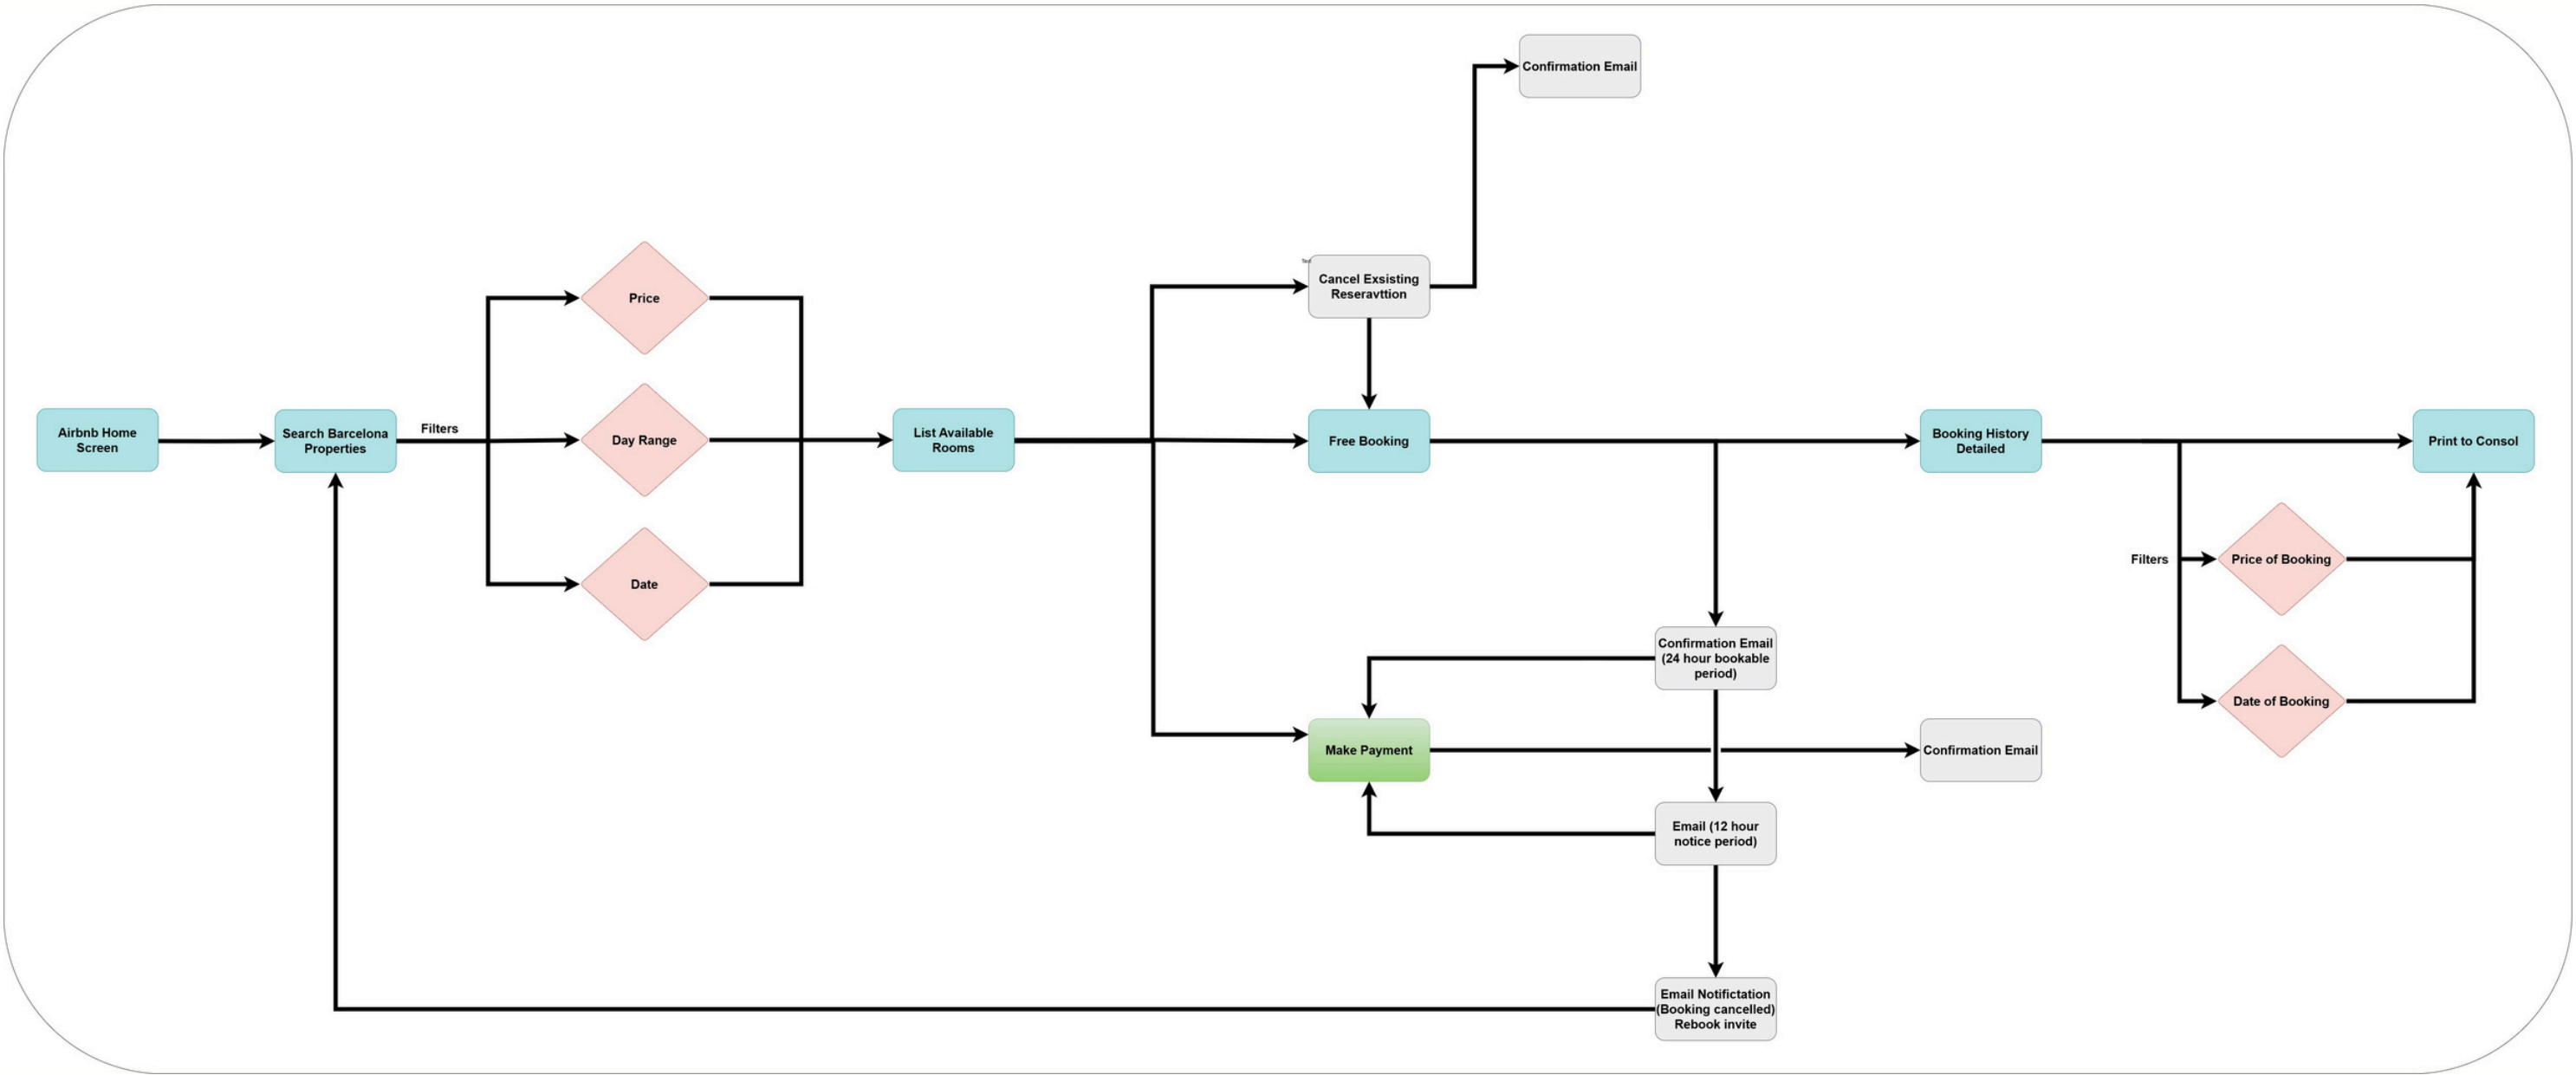 Confirmation Email
Text
Cancel Exsisting
Reseravttion
Price
Airbnb Home
Screen
Search Barcelona
Properties
Filters
Day Range
List Available
Rooms
Free Booking
Booking History
Detailed
Print to Consol
Date
Filters
Price of Booking
Confirmation Email
(24 hour bookable
period)
Date of Booking
Make Payment
Confirmation Email
Email (12 hour
notice period)
Email Notifictation
(Booking cancelled)
Rebook invite